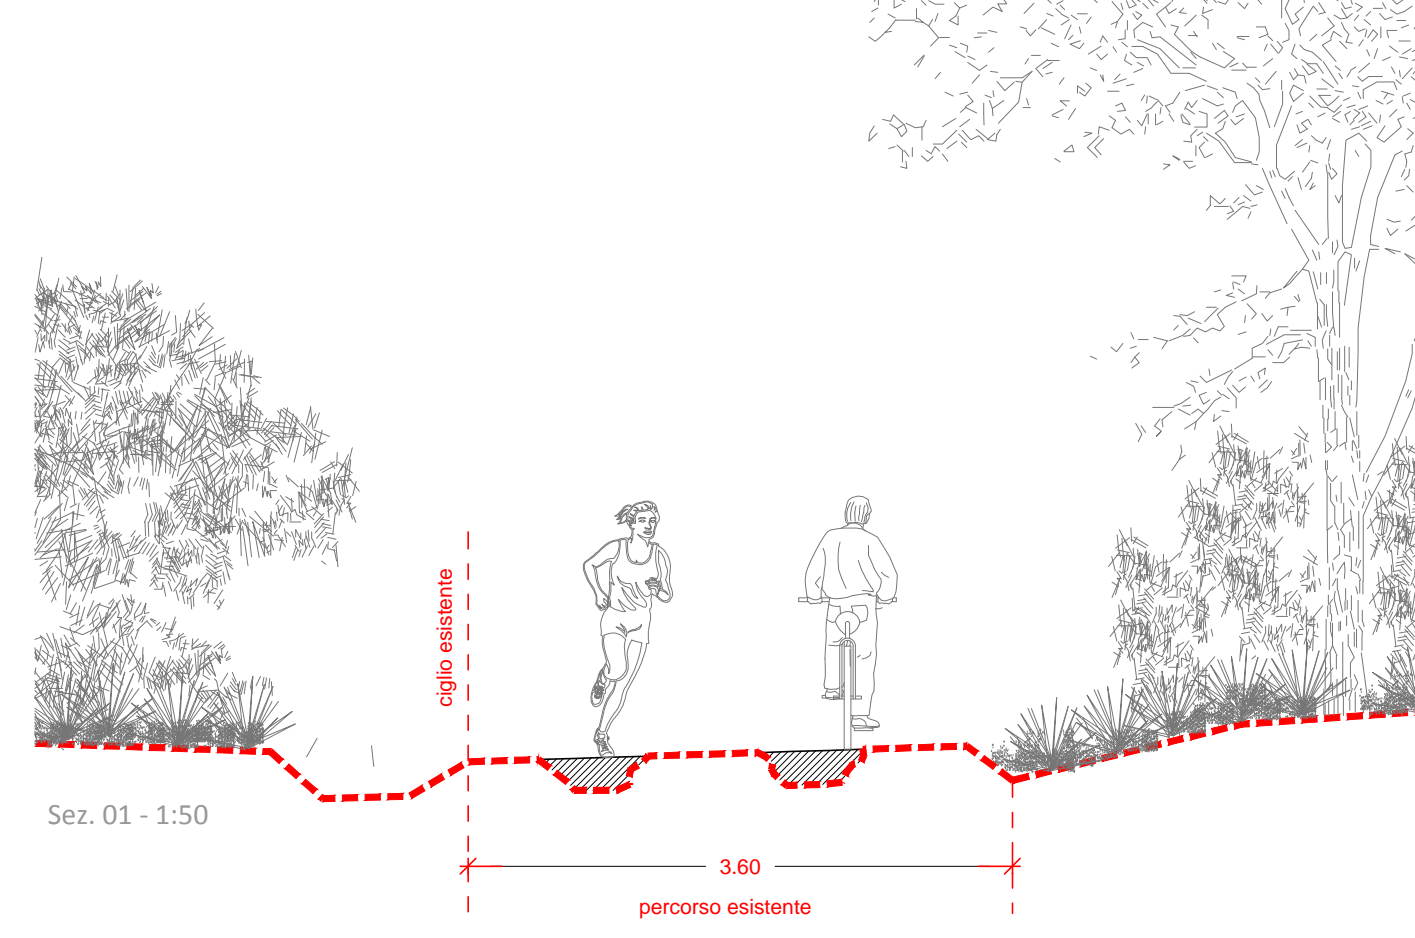 ciglio esistente
Sez. 01 - 1:50
3.60
percorso esistente